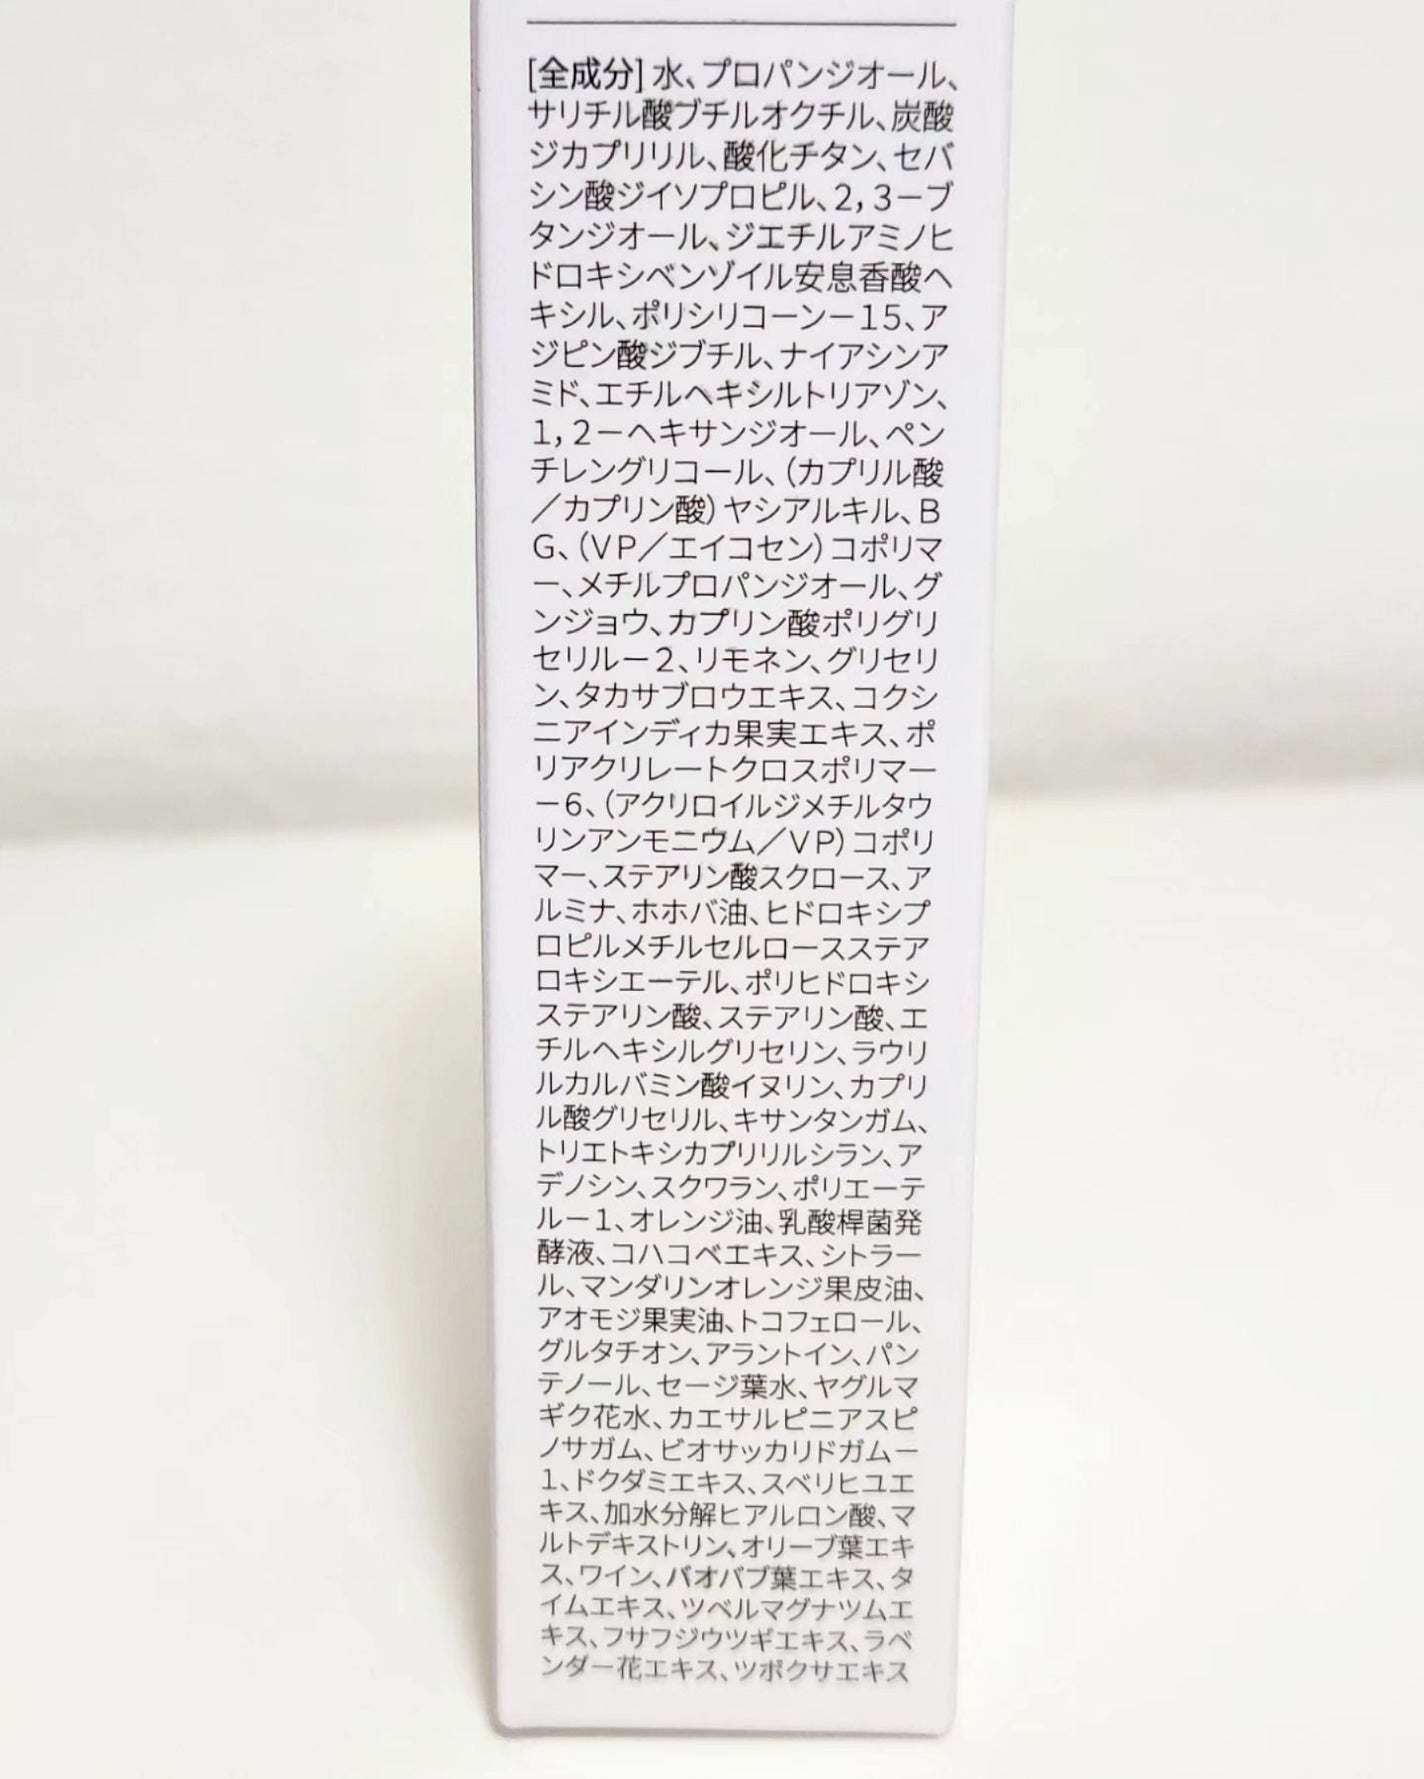 [全成分] 水、プロパンジオール、
サリチル酸ブチルオクチル、炭酸
ジカプリリル、酸化チタン、セバ
シン酸ジイソプロピル、2，3－ブ
タンジオール、ジエチルアミノヒ
ドロキシベンゾイル安息香酸ヘ
キシル、ポリシリコーン－15、ア
ジピン酸ジブチル、ナイアシンア
ミド、エチルヘキシルトリアゾン、
1，2－ヘキサンジオール、ペン
チレングリコール、（カプリル酸
／カプリン酸）ヤシアルキル、B
G、（VP／エイコセン）コポリマ
ー、メチルプロパンジオール、グ
ンジョウ、カプリン酸ポリグリ
セリル－2、リモネン、グリセリ
ン、タカサブロウエキス、コクシ
ニアインディカ果実エキス、ポ
リアクリレートクロスポリマー
－6、（アクリロイルジメチルタウ
リンアンモニウム／VP）コポリ
マー、ステアリン酸スクロース、ア
ルミナ、ホホバ油、ヒドロキシプ
ロピルメチルセルロースステア
ロキシエーテル、ポリヒドロキシ
ステアリン酸、ステアリン酸、エ
チルヘキシルグリセリン、ラウリ
ルカルバミン酸イヌリン、カプリ
ル酸グリセリル、キサンタンガム、
トリエトキシカプリリルシラン、ア
デノシン、スクワラン、ポリエーテ
ル－1、オレンジ油、乳酸桿菌発
酵液、コハコベエキス、シトラー
ル、マンダリンオレンジ果皮油、
アオモジ果実油、トコフェロール、
グルタチオン、アラントイン、パン
テノール、セージ葉水、ヤグルマ
ギク花水、カエサルピニアスピ
ノサガム、ビオサッカリドガム－
1、ドクダミエキス、スベリヒユエ
キス、加水分解ヒアルロン酸、マ
ルトデキストリン、オリーブ葉エキ
ス、ワイン、バオバブ葉エキス、タ
イムエキス、ツベルマグナツムエ
キス、フサフジウツギエキス、ラベ
ンダー花エキス、ツボクサエキス